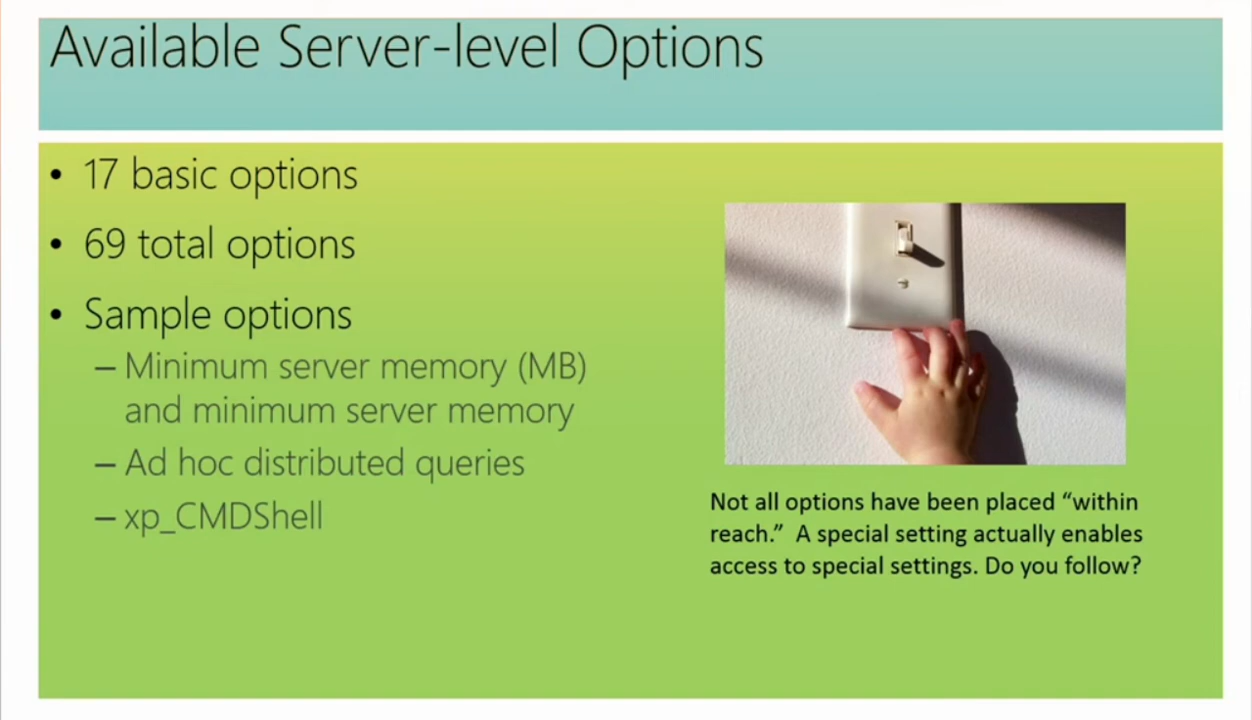 Available Server-level Options
• 17 basic options
• 69 total options
• Sample options
– Minimum server memory (MB)
and minimum server memory
– Ad hoc distributed queries
– xp_CMDShell
Not all options have been placed “within
reach.”  A special setting actually enables
access to special settings. Do you follow?